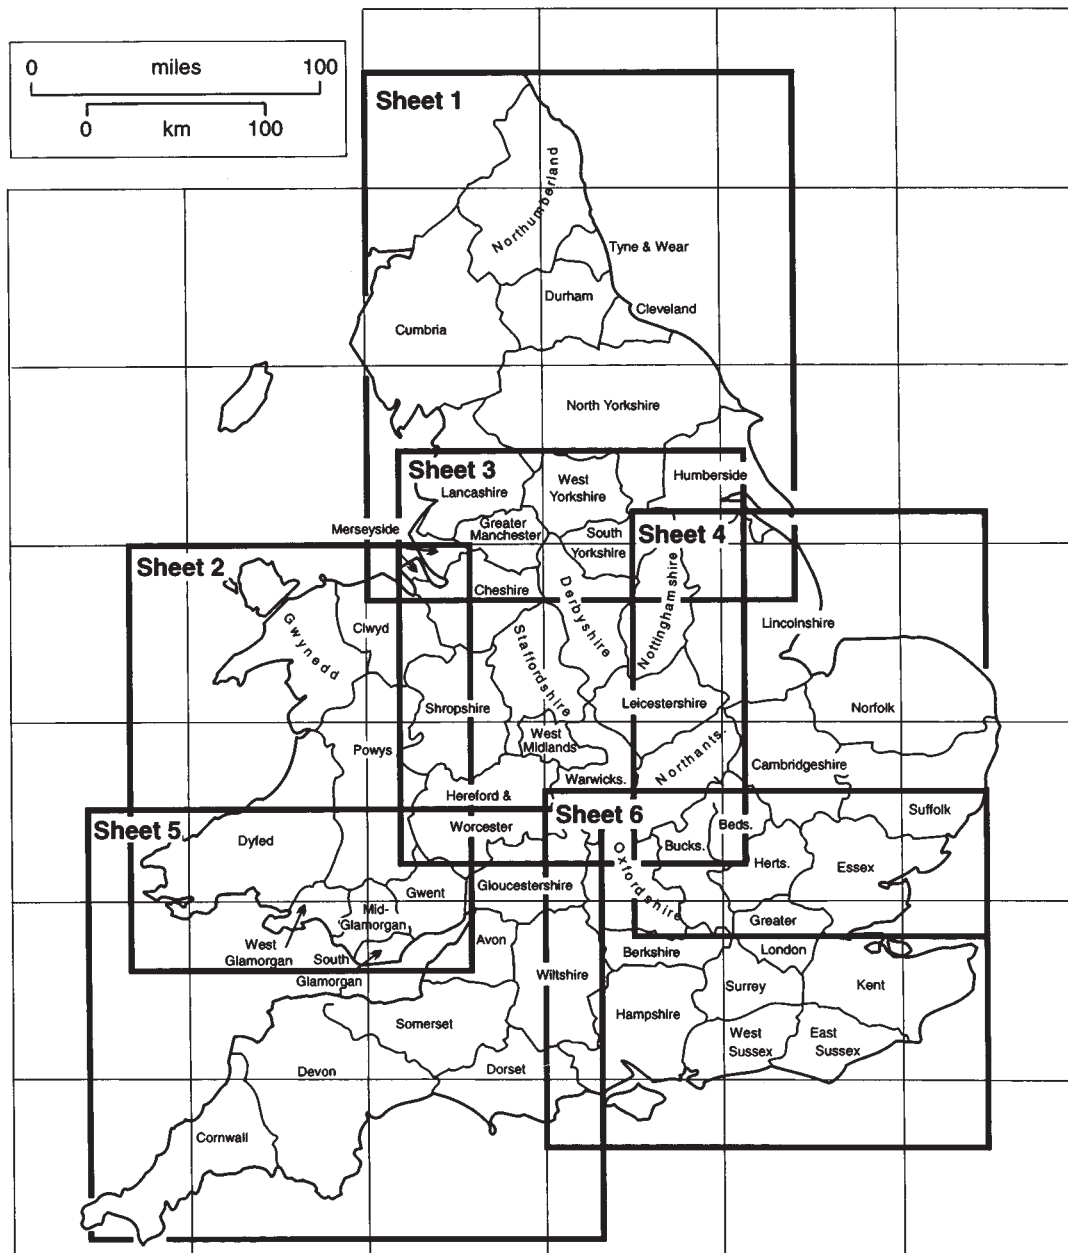 0 miles 100
0 km 100
Sheet 1
Northumberland
Tyne & Wear
Durham
Cleveland
Cumbria
North Yorkshire
Sheet 3
Humberside
Lancashire
West
Yorkshire
Merseyside
Greater
Manchester
South
Yorkshire
Sheet 4
Sheet 2
Cheshire
Derbyshire
Nottinghamshire
Lincolnshire
Gwynedd
Clwyd
Staffordshire
Shropshire
Leicestershire
Norfolk
Powys
West
Midlands
Northants.
Cambridgeshire
Warwicks.
Hereford &
Worcester
Sheet 5
Sheet 6
Beds.
Suffolk
Dyfed
Bucks.
Herts.
Essex
Oxfordshire
Gwent
Gloucestershire
Mid-
Glamorgan
Greater
London
West
Glamorgan
South
Glamorgan
Avon
Berkshire
Wiltshire
Surrey
Kent
Somerset
Hampshire
West
Sussex
East
Sussex
Devon
Dorset
Cornwall